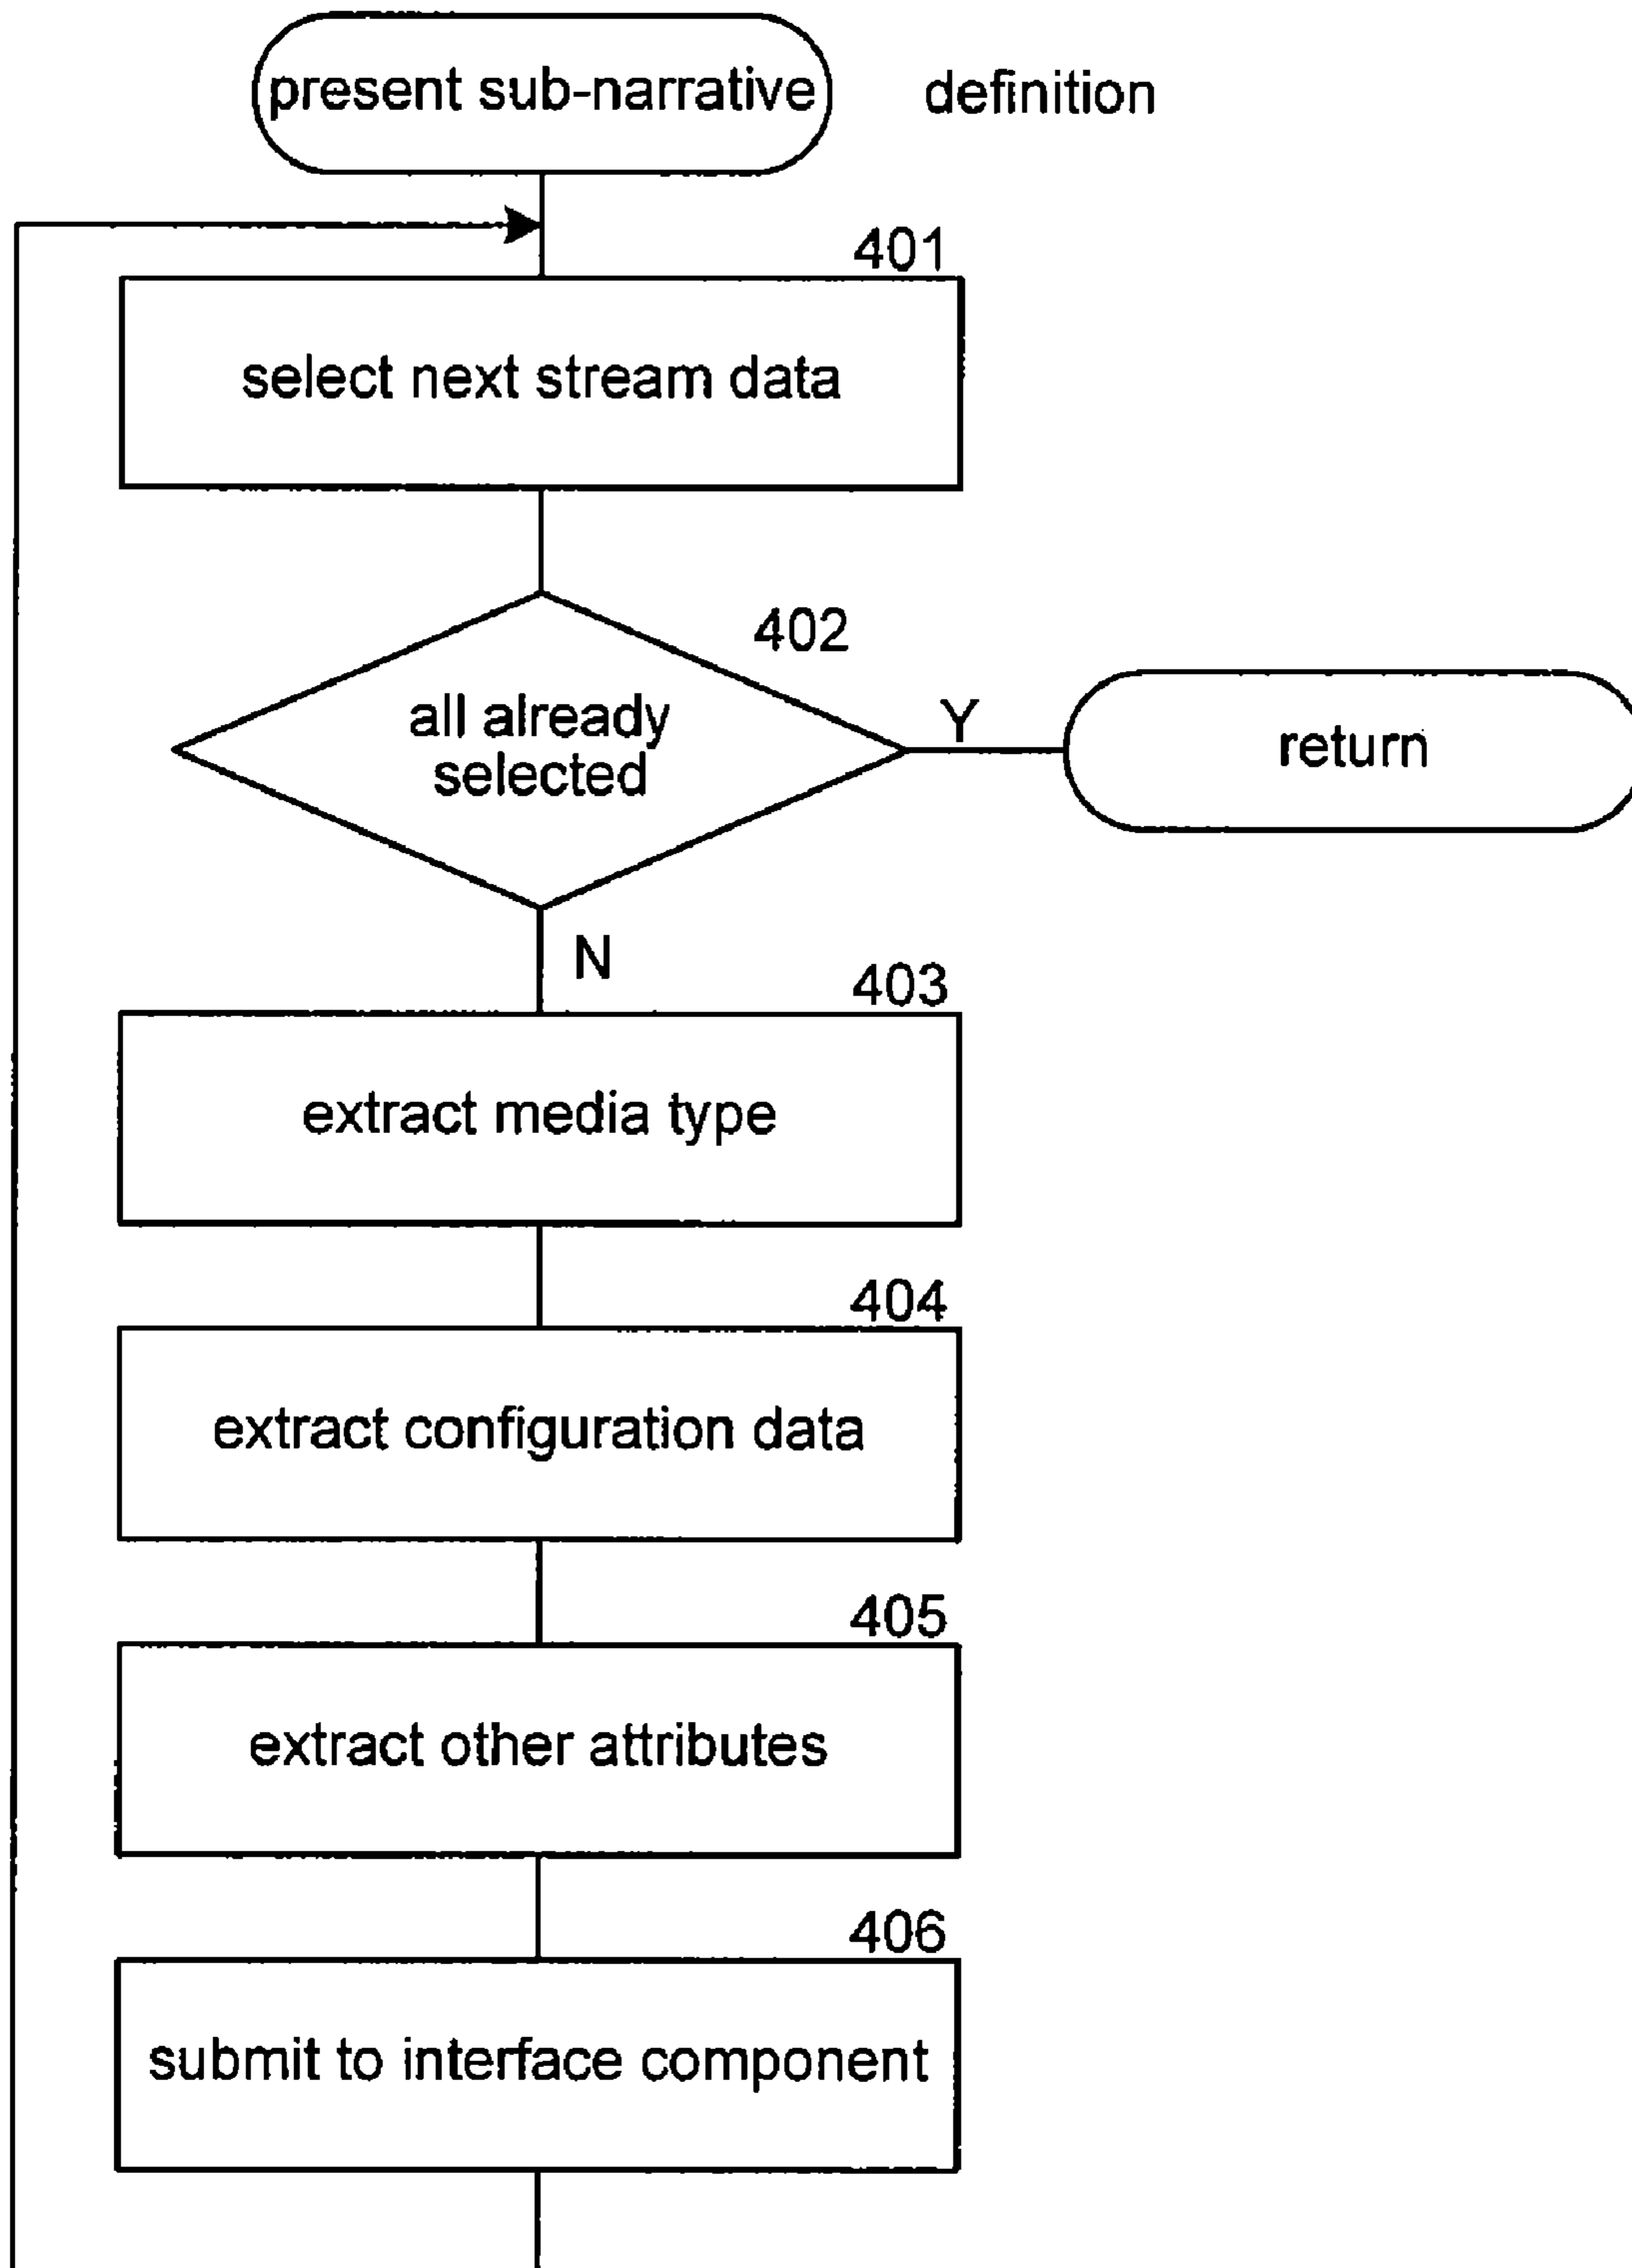 present sub-narrative
definition
401
select next stream data
402
all already
selected
Y
return
N
403
extract media type
404
extract configuration data
405
extract other attributes
406
submit to interface component